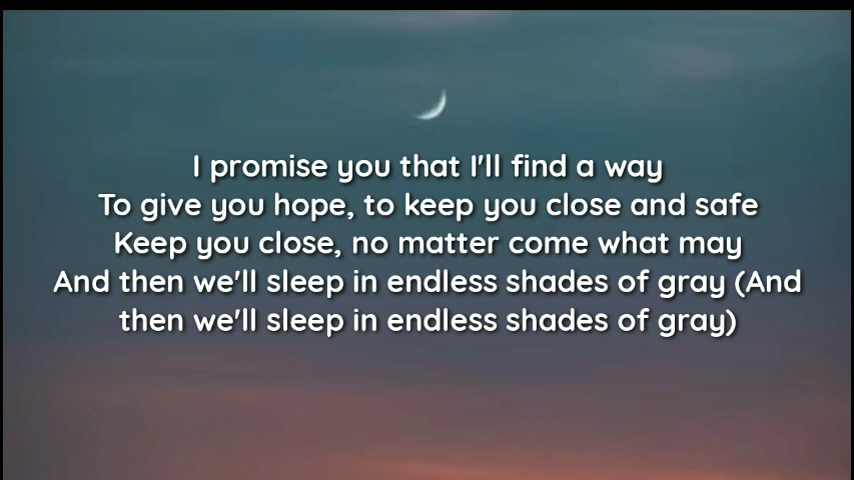 I promise you that I'll find a way
To give you hope, to keep you close and safe
Keep you close, no matter come what may
And then we'll sleep in endless shades of gray (And
then we'll sleep in endless shades of gray)